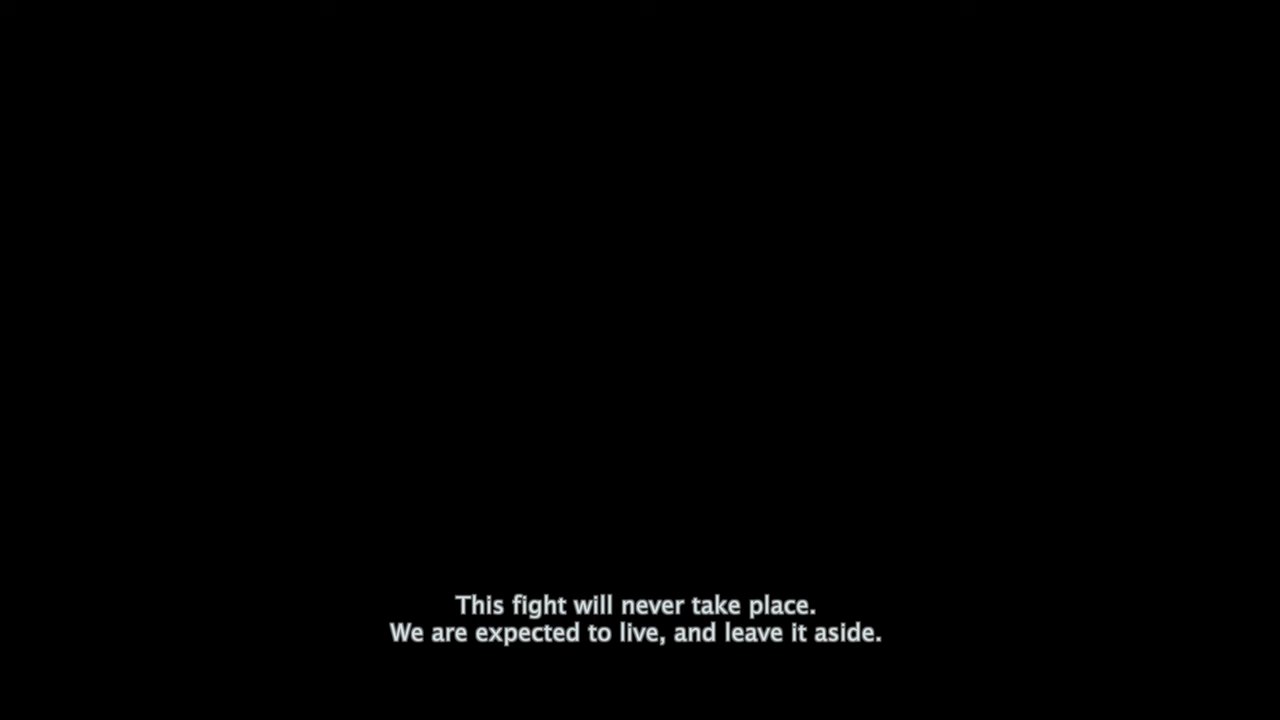 This fight will never take place.
We are expected to live, and leave it aside.